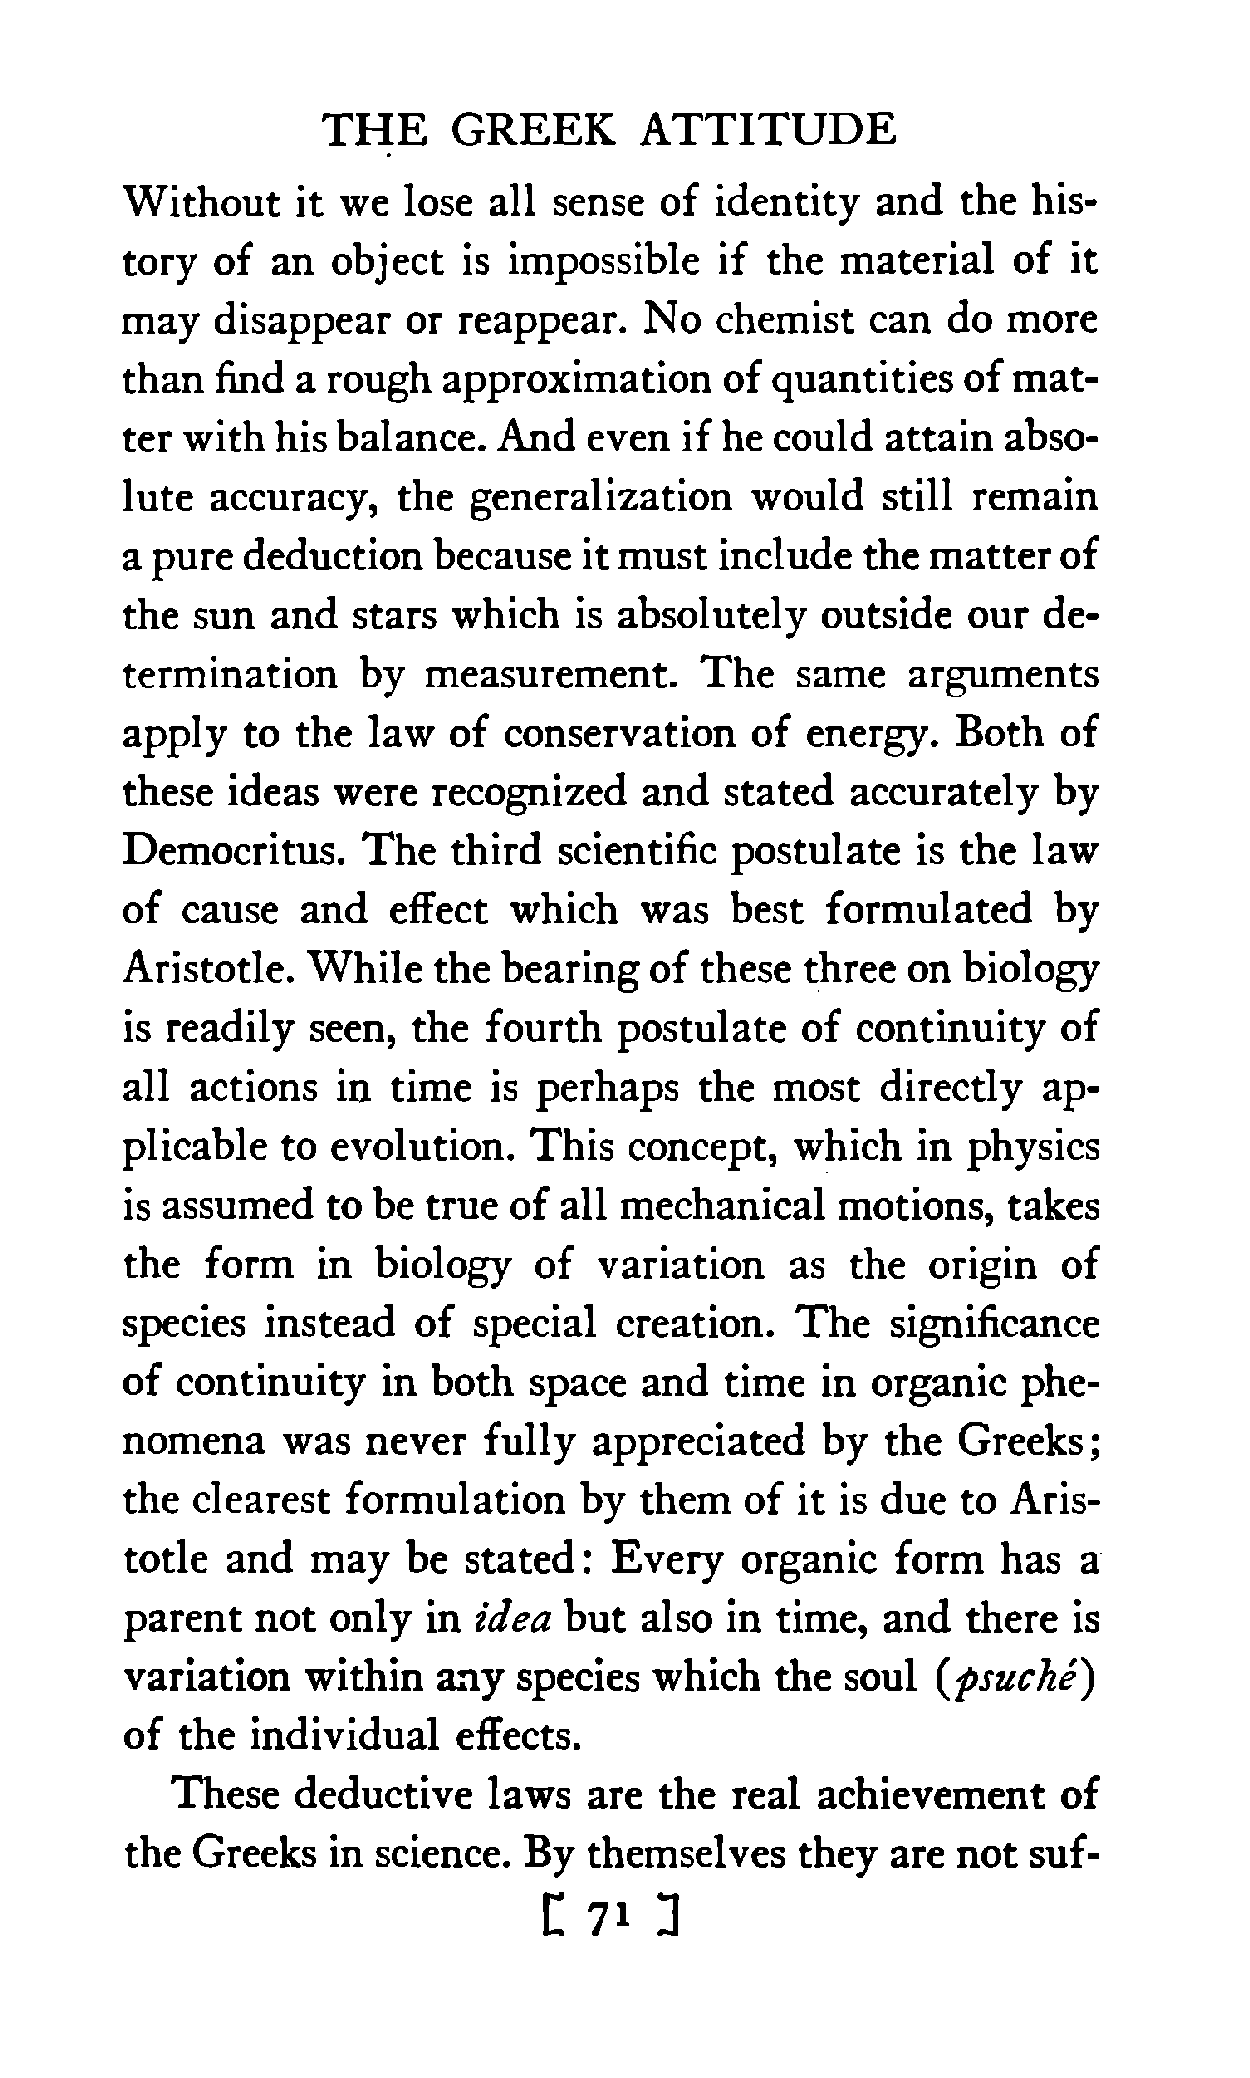 THE GREEK ATTITUDE
Without it we lose all sense of identity and the his-
tory of an object is impossible if the material of it
may disappear or reappear. No chemist can do more
than find a rough approximation of quantities of mat-
ter with his balance. And even if he could attain abso-
lute accuracy, the generalization would still remain
a pure deduction because it must include the matter of
the sun and stars which is absolutely outside our de-
termination by measurement. The same arguments
apply to the law of conservation of energy. Both of
these ideas were recognized and stated accurately by
Democritus. The third scientific postulate is the law
of cause and effect which was best formulated by
Aristotle. While the bearing of these three on biology
is readily seen, the fourth postulate of continuity of
all actions in time is perhaps the most directly ap-
plicable to evolution. This concept, which in physics
is assumed to be true of all mechanical motions, takes
the form in biology of variation as the origin of
species instead of special creation. The significance
of continuity in both space and time in organic phe-
nomena was never fully appreciated by the Greeks;
the clearest formulation by them of it is due to Aris-
totle and may be stated: Every organic form has a
parent not only in idea but also in time, and there is
variation within any species which the soul (psuché)
of the individual effects.
These deductive laws are the real achievement of
the Greeks in science. By themselves they are not suf-
[ 71 ]